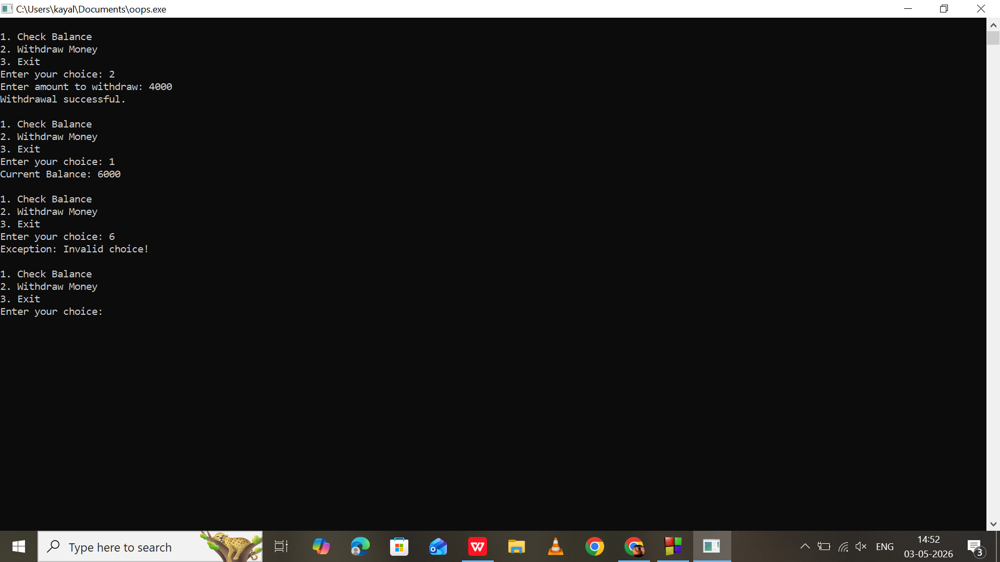 C:\Users\kayal\Documents\oops.exe
1. Check Balance
2. Withdraw Money
3. Exit
Enter your choice: 2
Enter amount to withdraw: 4000
Withdrawal successful.
1. Check Balance
2. Withdraw Money
3. Exit
Enter your choice: 1
Current Balance: 6000
1. Check Balance
2. Withdraw Money
3. Exit
Enter your choice: 6
Exception: Invalid choice!
1. Check Balance
2. Withdraw Money
3. Exit
Enter your choice:
Type here to search
ENG
14:52
03-05-2026
3